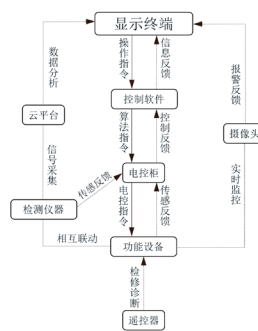 显示终端
数据分析
操作指令
信息反馈
报警反馈
云平台
控制软件
摄像头
信号采集
算法指令
控制反馈
实时监控
检测仪器
传感反馈
电控柜
电控指令
传感反馈
相互联动
功能设备
检修诊断
遥控器